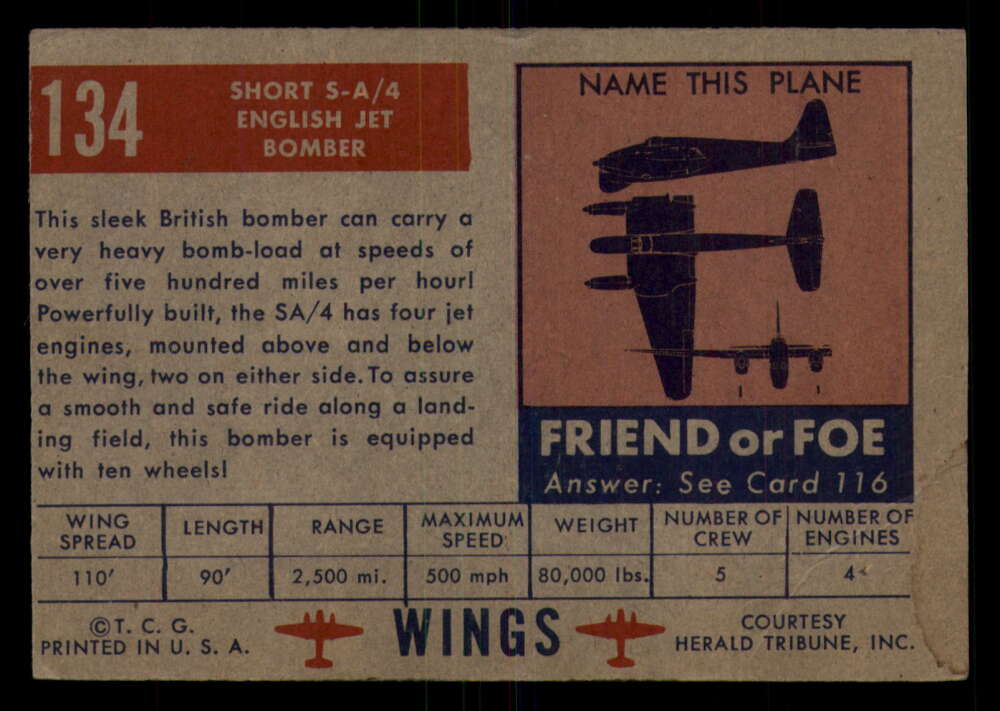 134
SHORT S-A/4
ENGLISH JET
BOMBER
This sleek British bomber can carry a
very heavy bomb-load at speeds of
over five hundred miles per hour!
Powerfully built, the SA/4 has four jet
engines, mounted above and below
the wing, two on either side. To assure
a smooth and safe ride along a land-
ing field, this bomber is equipped
with ten wheels!
NAME THIS PLANE
FRIEND or FOE
Answer: See Card 116
WING SPREAD LENGTH RANGE MAXIMUM SPEED WEIGHT NUMBER OF CREW NUMBER OF ENGINES
110' 90' 2,500 mi. 500 mph 80,000 lbs. 5 4
© T. C. G.
PRINTED IN U. S. A.
WINGS
COURTESY
HERALD TRIBUNE, INC.